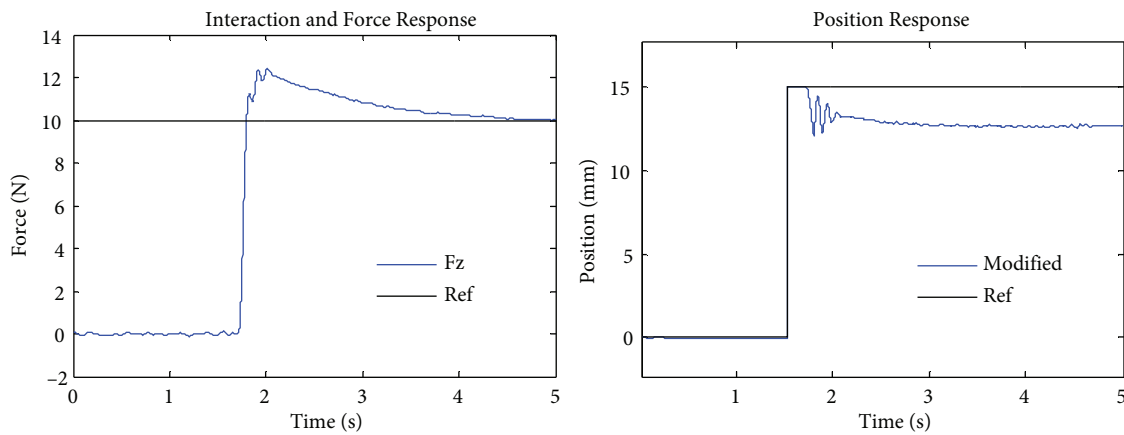 Interaction and Force Response
14
12
10
8
6
4
2
0
−2
0 1 2 3 4 5
Force (N)
Time (s)
Fz
Ref
Position Response
15
10
5
0
1 2 3 4 5
Position (mm)
Time (s)
Modified
Ref